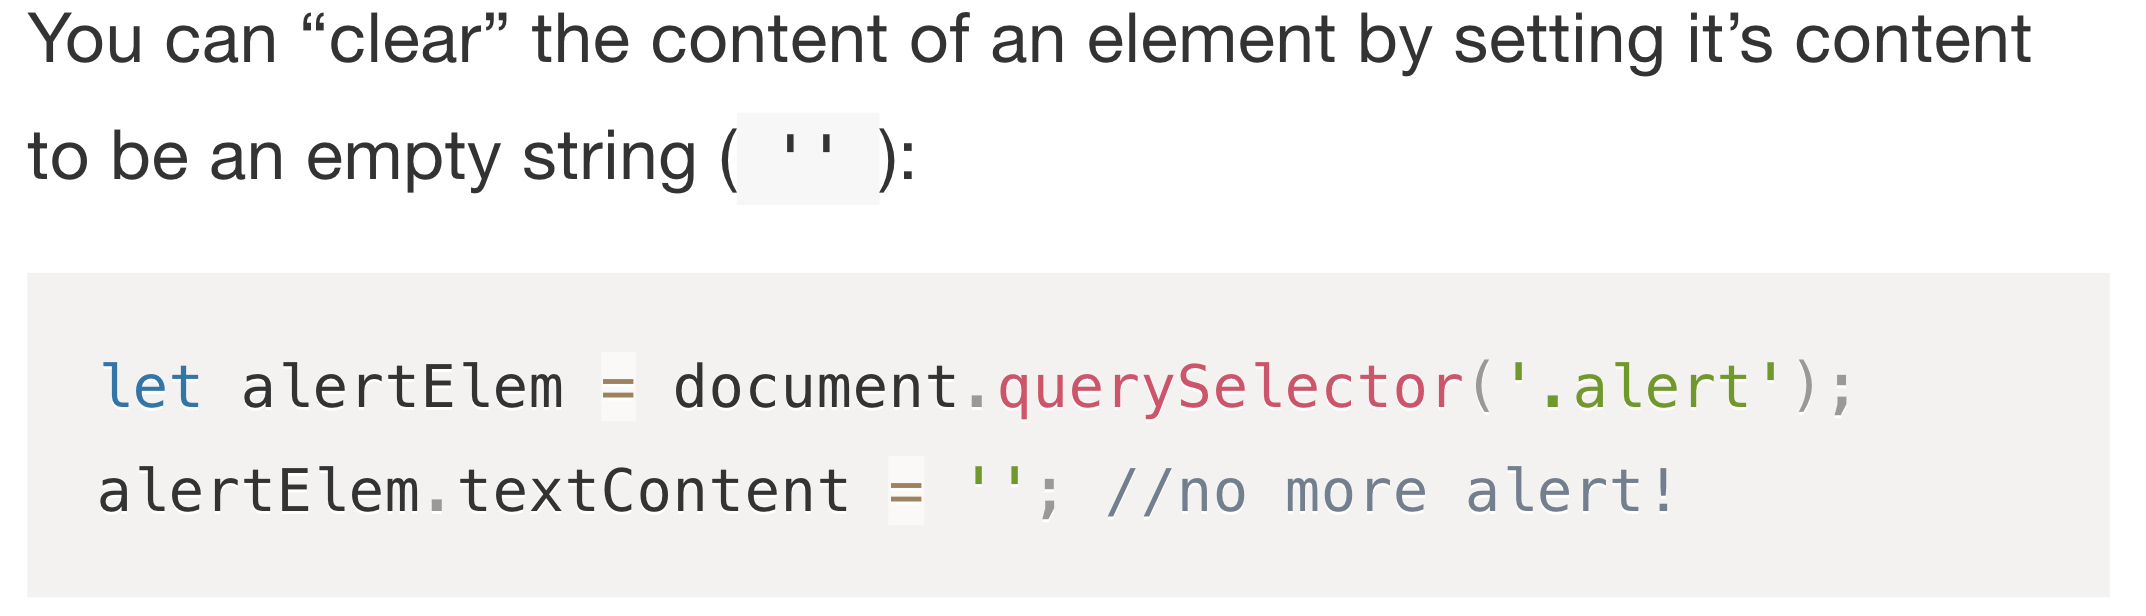 You can “clear” the content of an element by setting it’s content
to be an empty string ( '' ):
let alertElem = document.querySelector('.alert');
alertElem.textContent = ''; //no more alert!